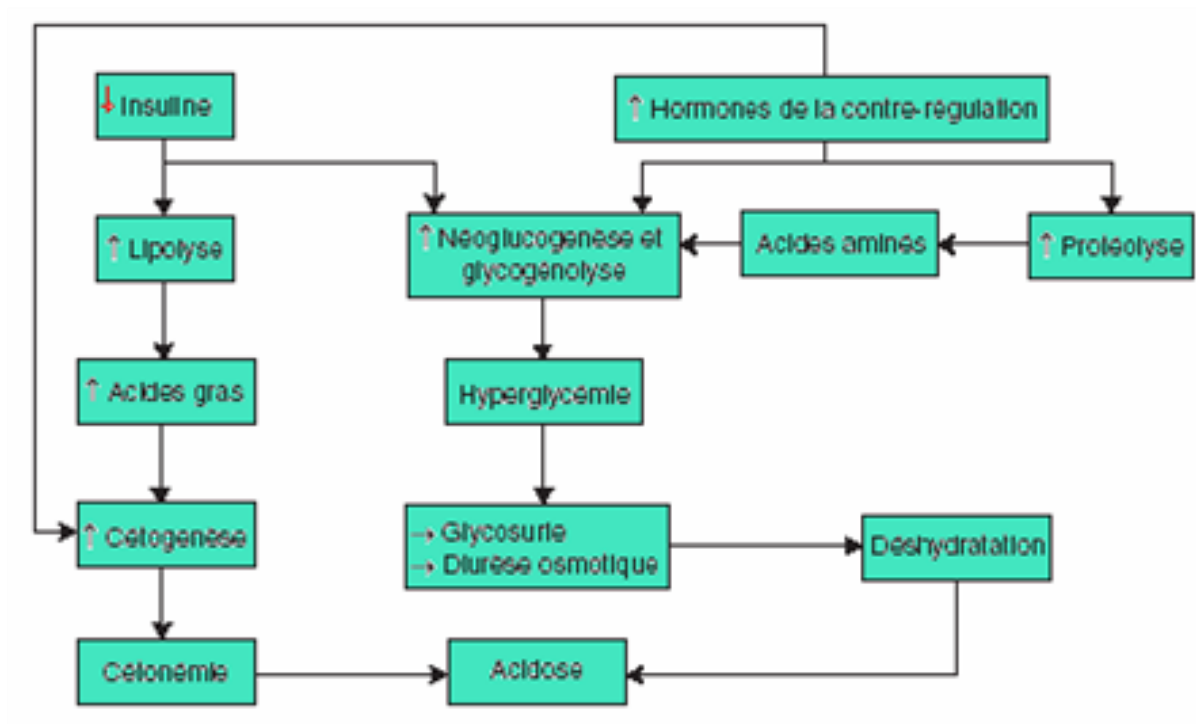 ↓ Insuline
↑ Hormones de la contre-régulation
↑ Lipolyse
↑ Néoglucogenèse et
glycogénolyse
Acides aminés
↑ Protéolyse
↑ Acides gras
Hyperglycémie
↑ Cétogenèse
→ Glycosurie
→ Diurèse osmotique
Déshydratation
Cétonémie
Acidose